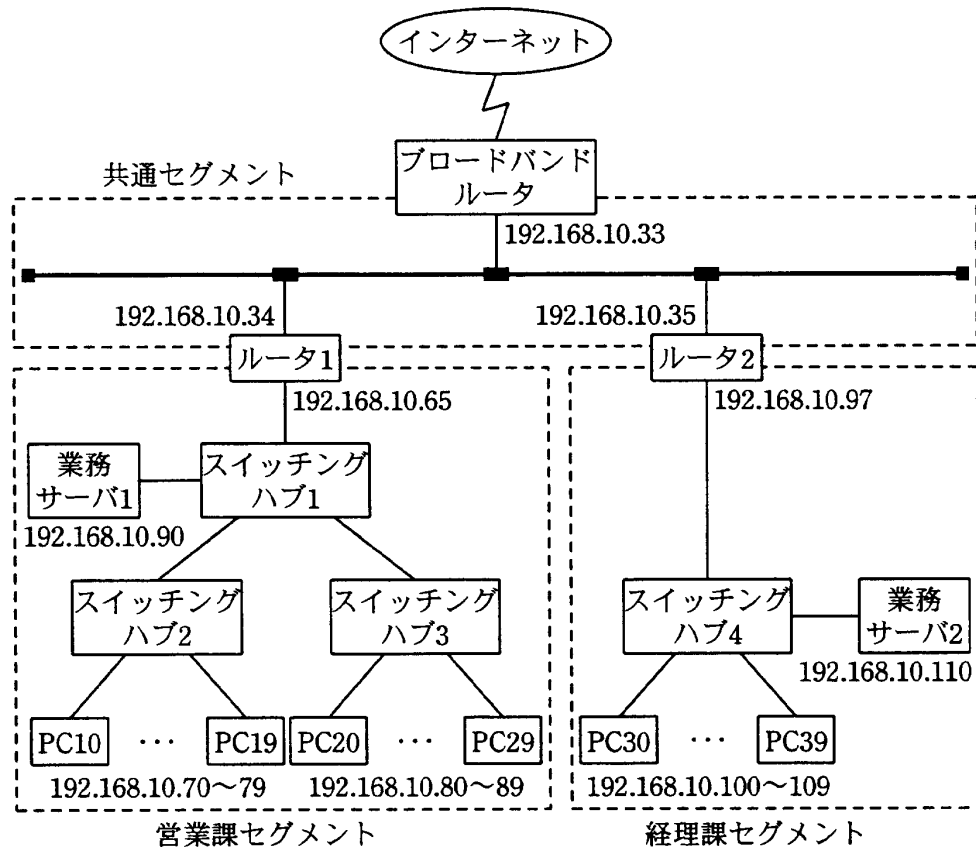 インターネット
ブロードバンド
ルータ
共通セグメント
192.168.10.33
192.168.10.34
192.168.10.35
ルータ1
ルータ2
192.168.10.65
192.168.10.97
業務
サーバ1
スイッチング
ハブ1
192.168.10.90
スイッチング
ハブ2
スイッチング
ハブ3
スイッチング
ハブ4
業務
サーバ2
192.168.10.110
PC10 … PC19 PC20 … PC29 PC30 … PC39
192.168.10.70～79 192.168.10.80～89 192.168.10.100～109
営業課セグメント 経理課セグメント